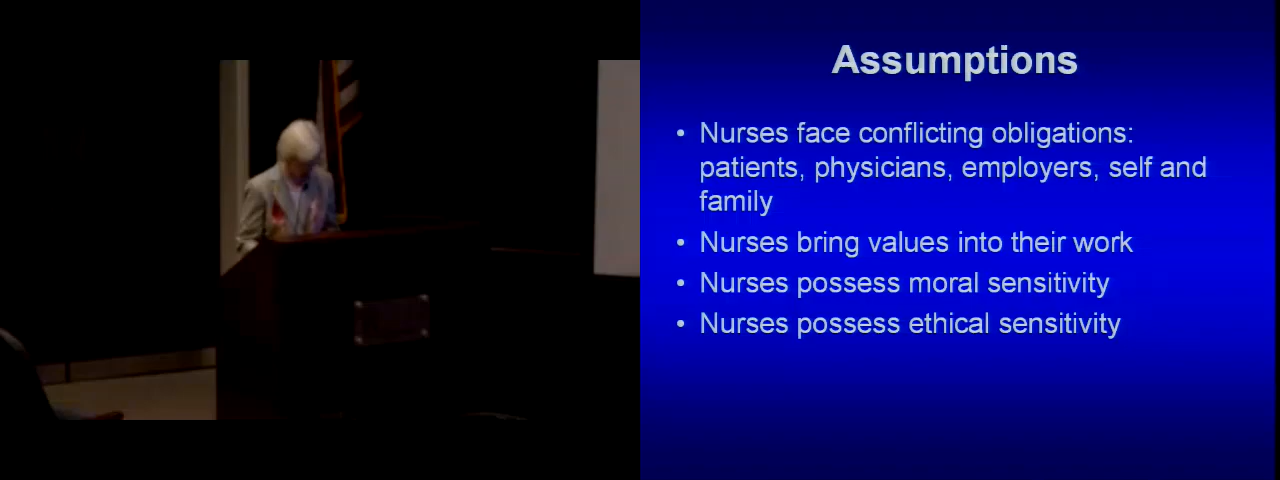 Assumptions
• Nurses face conflicting obligations:
patients, physicians, employers, self and
family
• Nurses bring values into their work
• Nurses possess moral sensitivity
• Nurses possess ethical sensitivity